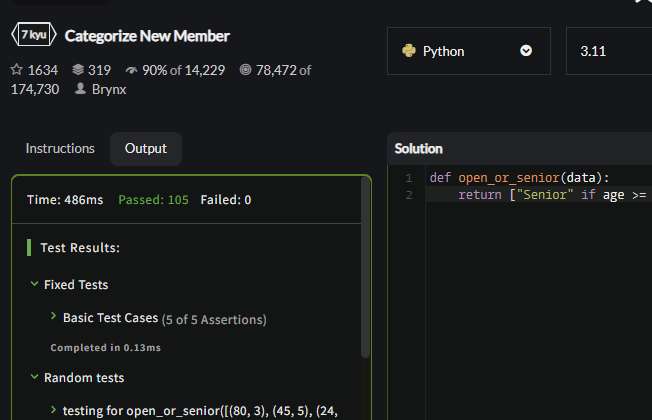 7 kyu Categorize New Member
1634 319 90% of 14,229 78,472 of
174,730 Brynx
Python
3.11
Instructions Output
Time: 486ms Passed: 105 Failed: 0
Test Results:
Fixed Tests
Basic Test Cases (5 of 5 Assertions)
Completed in 0.13ms
Random tests
testing for open_or_senior([(80, 3), (45, 5), (24,
Solution
1 def open_or_senior(data):
2 return ["Senior" if age >=